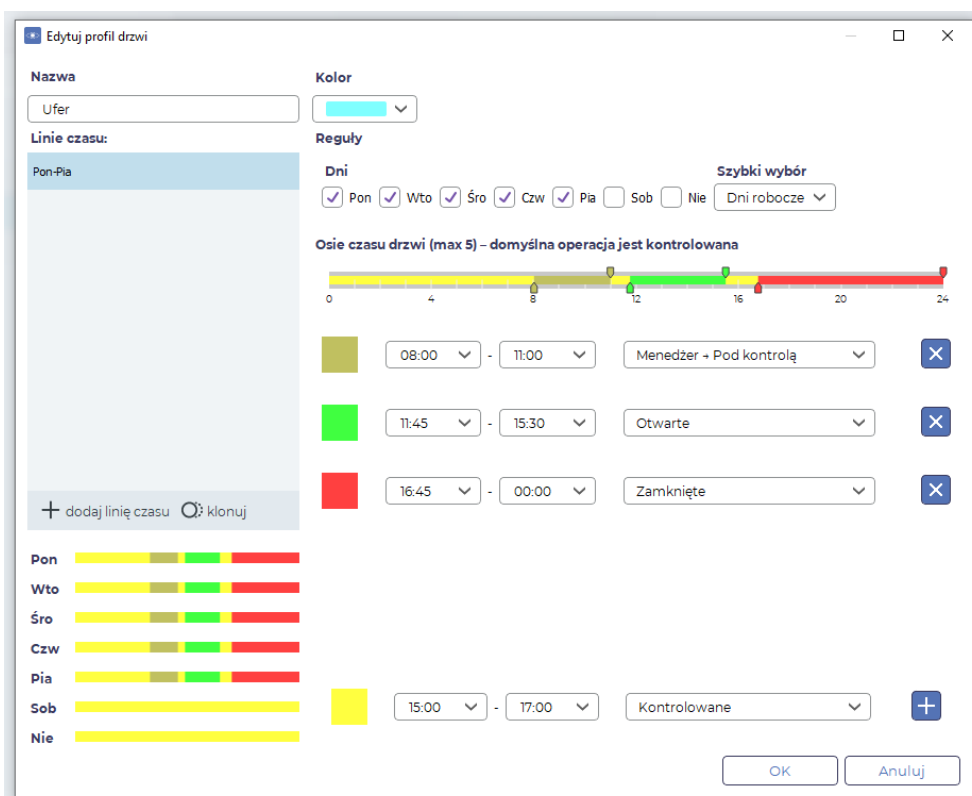 Edytuj profil drzwi
Nazwa
Kolor
Ufer
Linie czasu:
Reguły
Pon-Pia
Dni
Szybki wybór
Pon Wto Śro Czw Pia Sob Nie Dni robocze
Osie czasu drzwi (max 5) – domyślna operacja jest kontrolowana
0 4 8 12 16 20 24
08:00 - 11:00 Menedżer → Pod kontrolą
11:45 - 15:30 Otwarte
16:45 - 00:00 Zamknięte
dodaj linię czasu klonuj
Pon
Wto
Śro
Czw
Pia
Sob
Nie
15:00 - 17:00 Kontrolowane
OK Anuluj